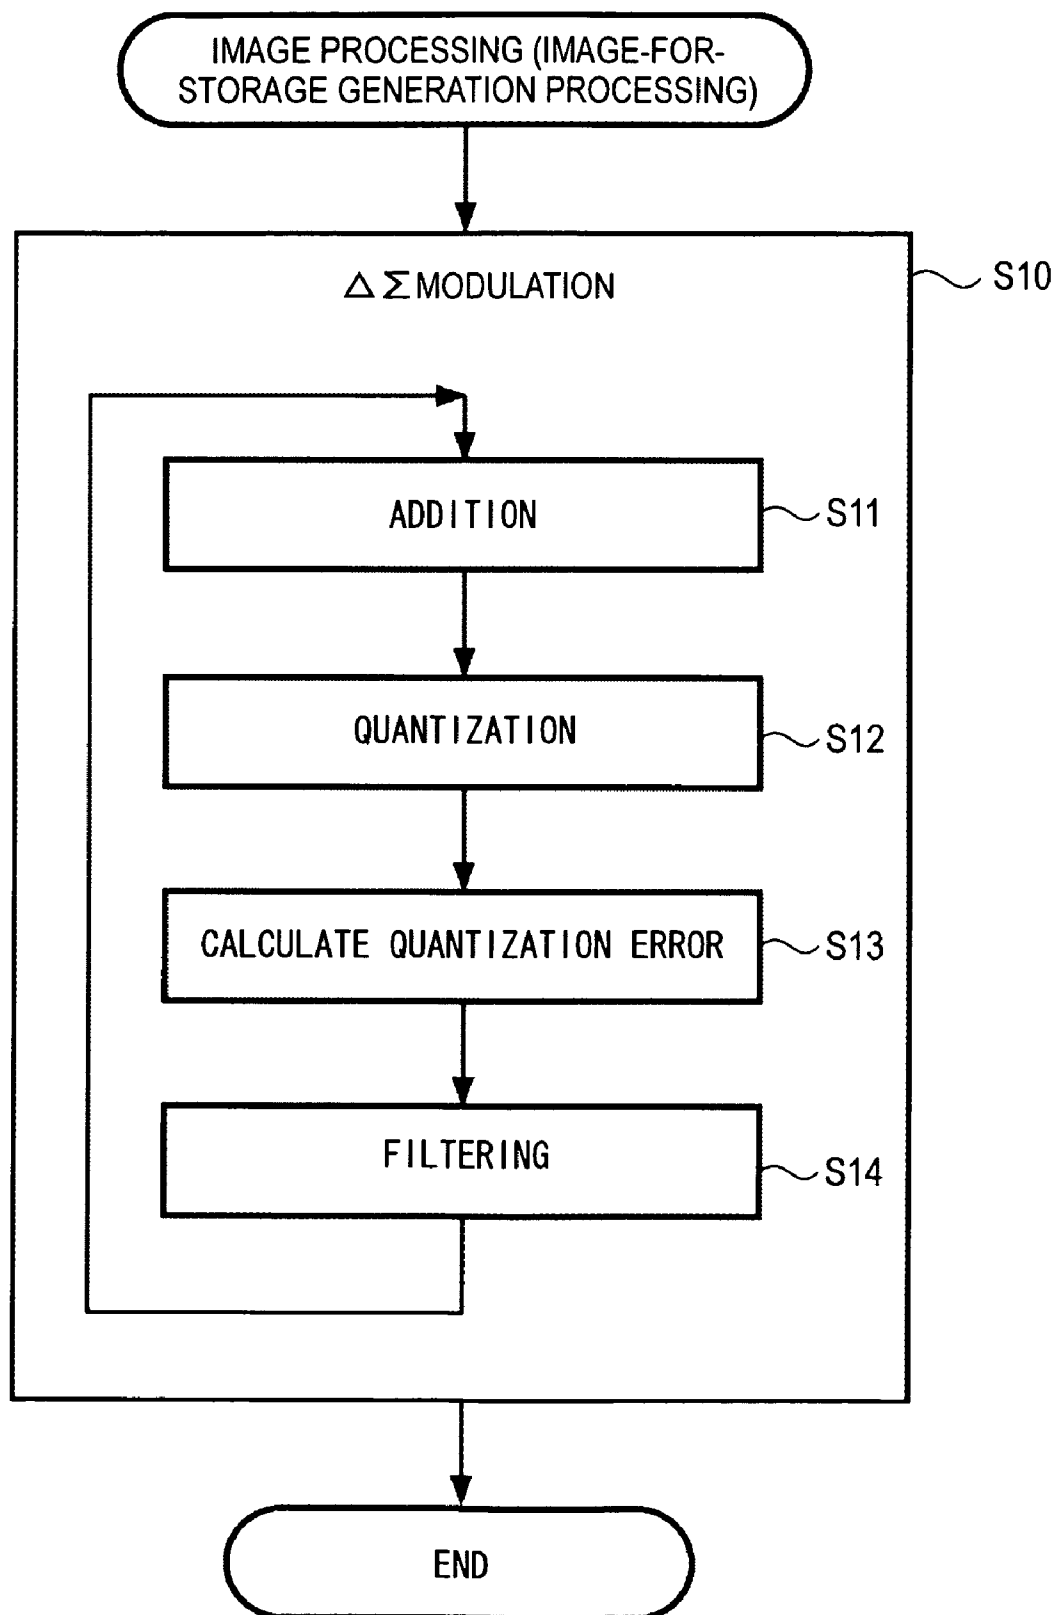 IMAGE PROCESSING (IMAGE-FOR-
STORAGE GENERATION PROCESSING)
S10
△ΣMODULATION
ADDITION
S11
QUANTIZATION
S12
CALCULATE QUANTIZATION ERROR
S13
FILTERING
S14
END